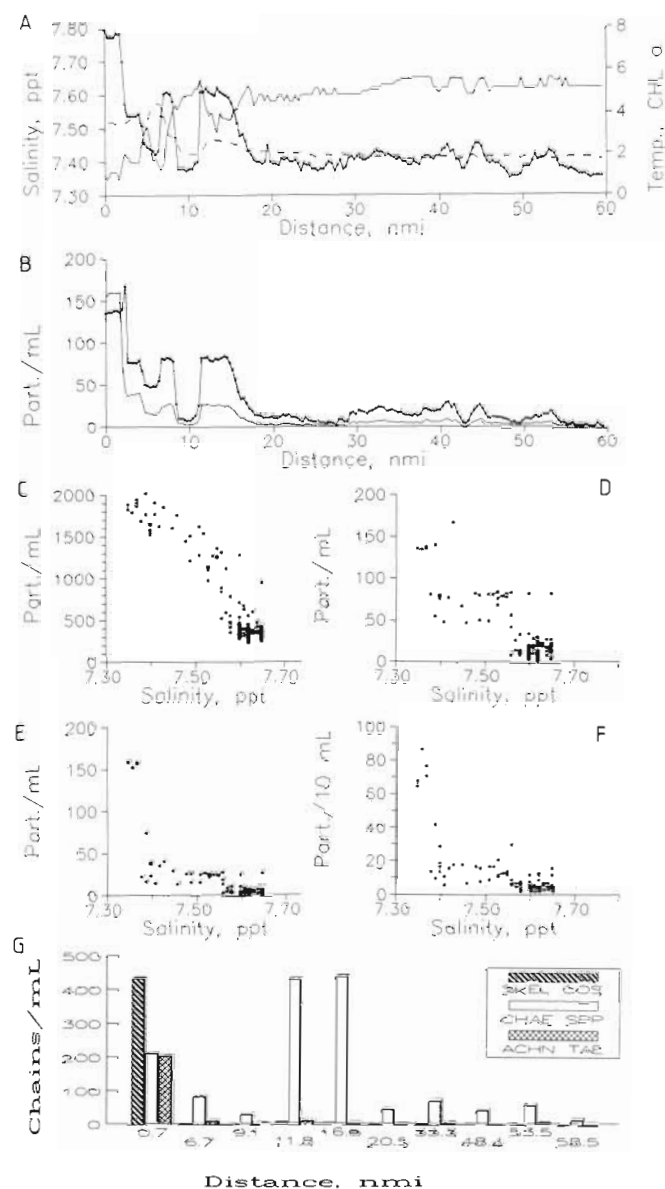 A
7.80 8
7.70
7.60 6
7.50 4
7.40 2
7.30 0
Salinity, ppt
Temp., CHL a
0 10 20 30 40 50 60
Distance, nmi
B
200
150
100
50
0
Part./mL
0 10 20 30 40 50 60
Distance, nmi
C
2000
1500
1000
500
0
Part./mL
7.30 7.50 7.70
Salinity, ppt
D
200
150
100
50
0
Part./mL
7.30 7.50 7.70
Salinity, ppt
E
200
150
100
50
0
Part./mL
7.30 7.50 7.70
Salinity, ppt
F
100
80
60
40
20
0
Part./10 mL
7.30 7.50 7.70
Salinity, ppt
G
500
400
300
200
100
0
Chains/mL
SKEL COS
CHAE SPP
ACHN TAE
0.7 6.7 9.1 11.8 20.5 48.4 53.5 58.5
Distance, nmi